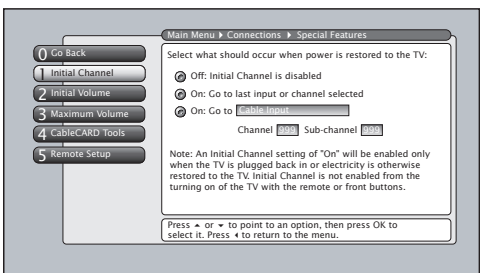 Main Menu ▸ Connections ▸ Special Features
0 Go Back
1 Initial Channel
2 Initial Volume
3 Maximum Volume
4 CableCARD Tools
5 Remote Setup
Select what should occur when power is restored to the TV:
Off: Initial Channel is disabled
On: Go to last input or channel selected
On: Go to Cable Input
Channel 999 Sub-channel 999
Note: An Initial Channel setting of "On" will be enabled only
when the TV is plugged back in or electricity is otherwise
restored to the TV. Initial Channel is not enabled from the
turning on of the TV with the remote or front buttons.
Press ▴ or ▾ to point to an option, then press OK to
select it. Press ◂ to return to the menu.